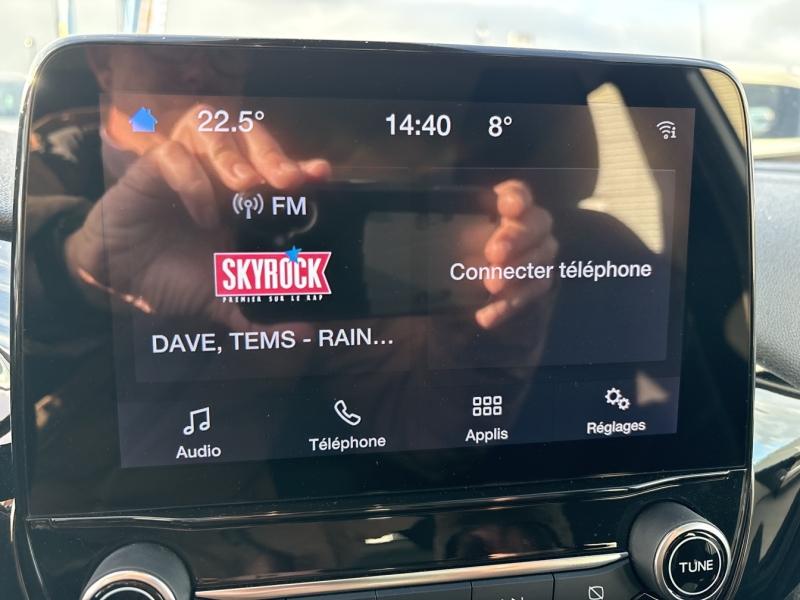 22.5° 14:40 8°
FM
SKYROCK
PREMIER SUR LE RAP
Connecter téléphone
DAVE, TEMS - RAIN...
Audio Téléphone Applis Réglages
TUNE